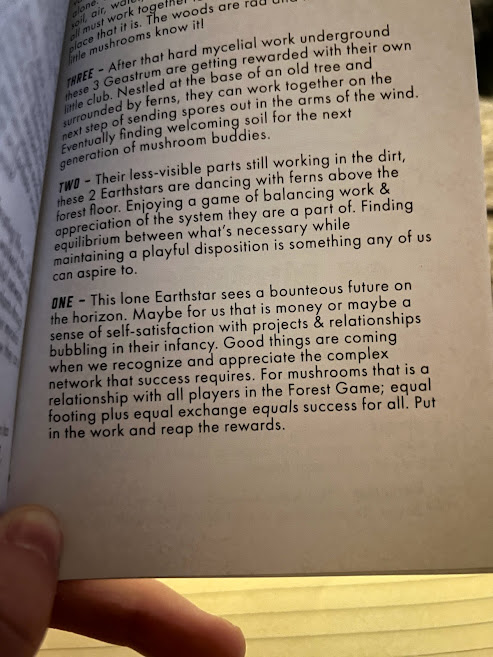 alone.
soil, air,
all must work together
place that it is. The woods are rad and
little mushrooms know it!
THREE – After that hard mycelial work underground
these 3 Geastrum are getting rewarded with their own
little club. Nestled at the base of an old tree and
surrounded by ferns, they can work together on the
next step of sending spores out in the arms of the wind.
Eventually finding welcoming soil for the next
generation of mushroom buddies.
TWO – Their less-visible parts still working in the dirt,
these 2 Earthstars are dancing with ferns above the
forest floor. Enjoying a game of balancing work &
appreciation of the system they are a part of. Finding
equilibrium between what's necessary while
maintaining a playful disposition is something any of us
can aspire to.
ONE – This lone Earthstar sees a bounteous future on
the horizon. Maybe for us that is money or maybe a
sense of self-satisfaction with projects & relationships
bubbling in their infancy. Good things are coming
when we recognize and appreciate the complex
network that success requires. For mushrooms that is a
relationship with all players in the Forest Game; equal
footing plus equal exchange equals success for all. Put
in the work and reap the rewards.